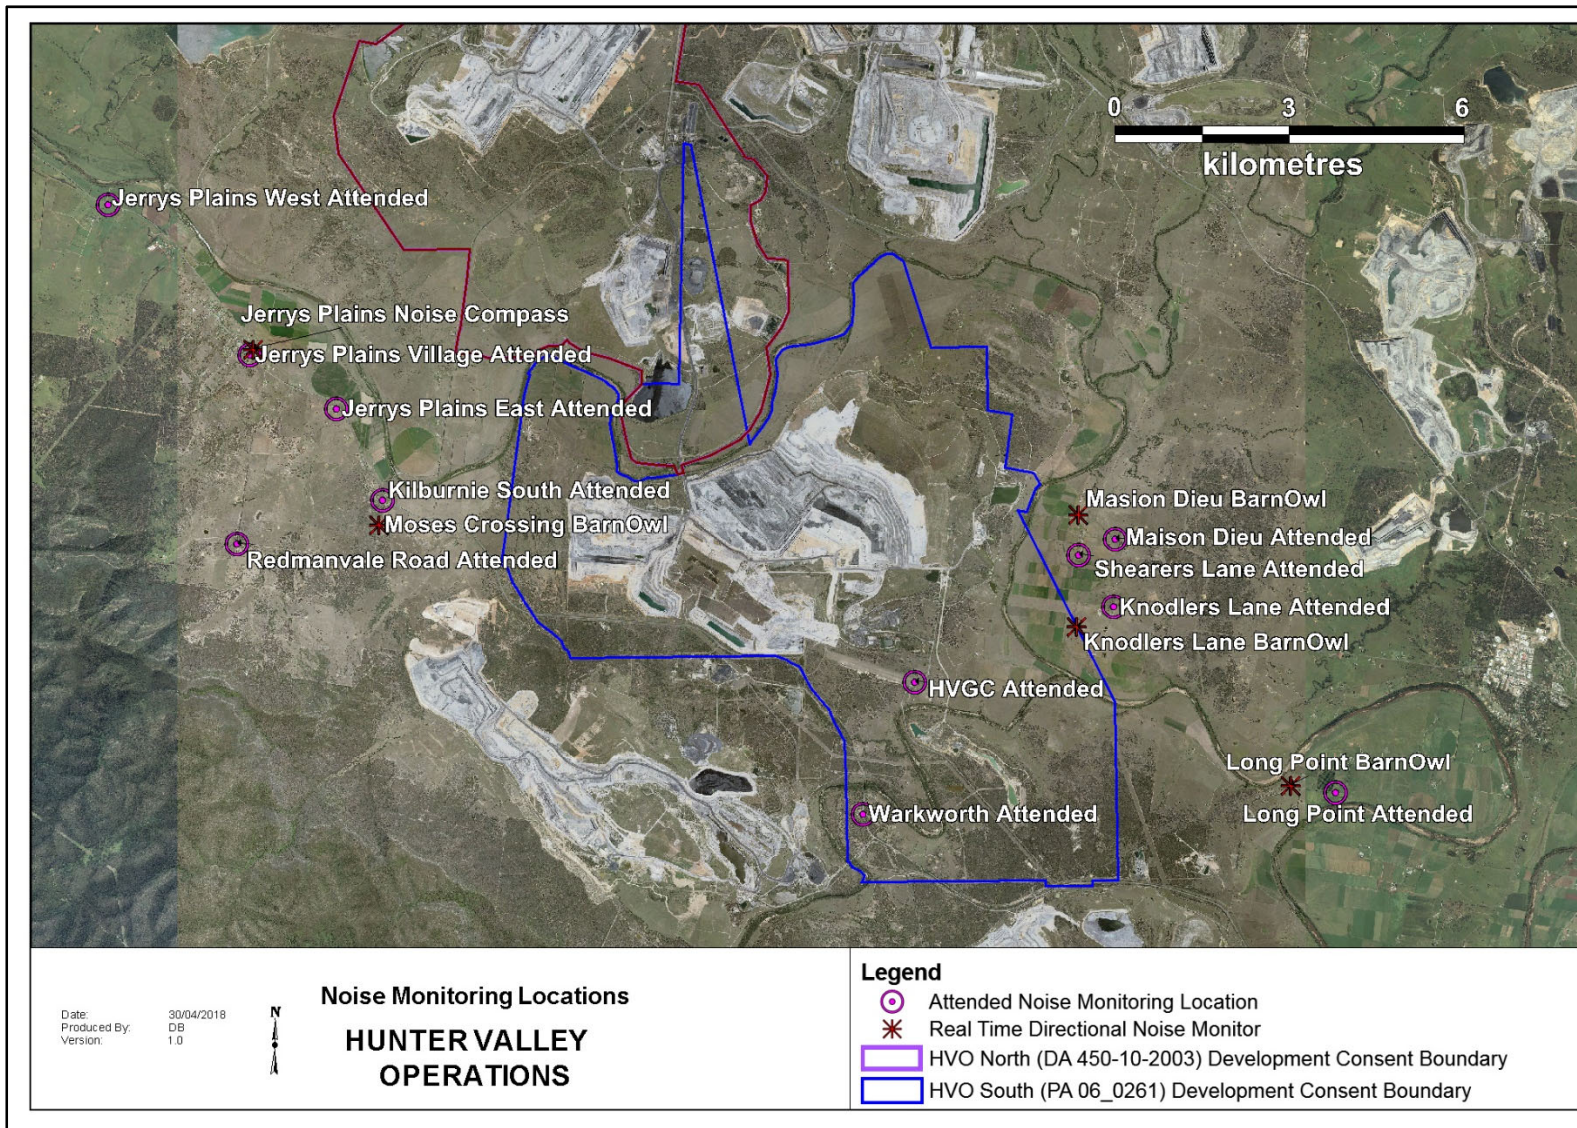 0 3 6
kilometres
Jerrys Plains West Attended
Jerrys Plains Noise Compass
Jerrys Plains Village Attended
Jerrys Plains East Attended
Kilburnie South Attended
Moses Crossing BarnOwl
Redmanvale Road Attended
Masion Dieu BarnOwl
Maison Dieu Attended
Shearers Lane Attended
Knodlers Lane Attended
Knodlers Lane BarnOwl
HVGC Attended
Long Point BarnOwl
Long Point Attended
Warkworth Attended
Date: 30/04/2018
Produced By: DB
Version: 1.0
N
Noise Monitoring Locations
HUNTER VALLEY
OPERATIONS
Legend
Attended Noise Monitoring Location
Real Time Directional Noise Monitor
HVO North (DA 450-10-2003) Development Consent Boundary
HVO South (PA 06_0261) Development Consent Boundary